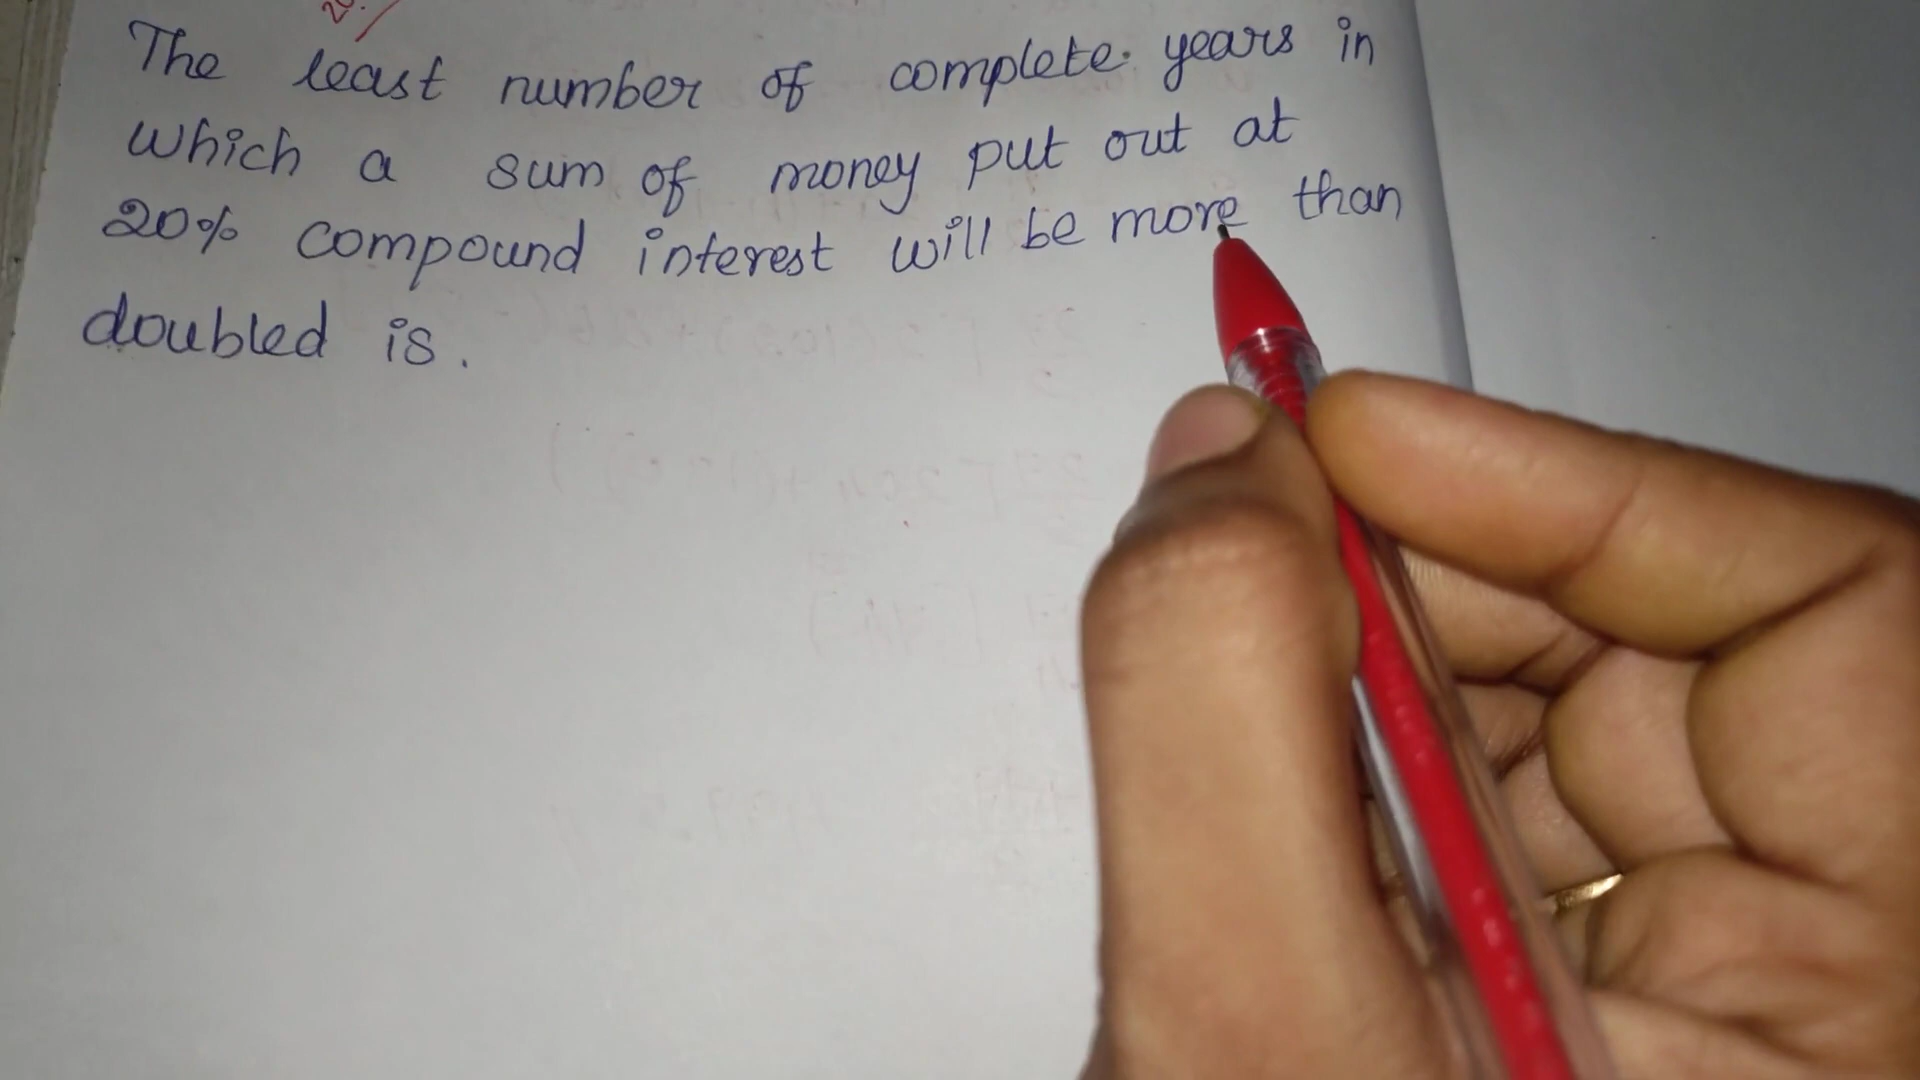 The least number of complete. years in
which a sum of money put out at
20% compound interest will be more than
doubled is.